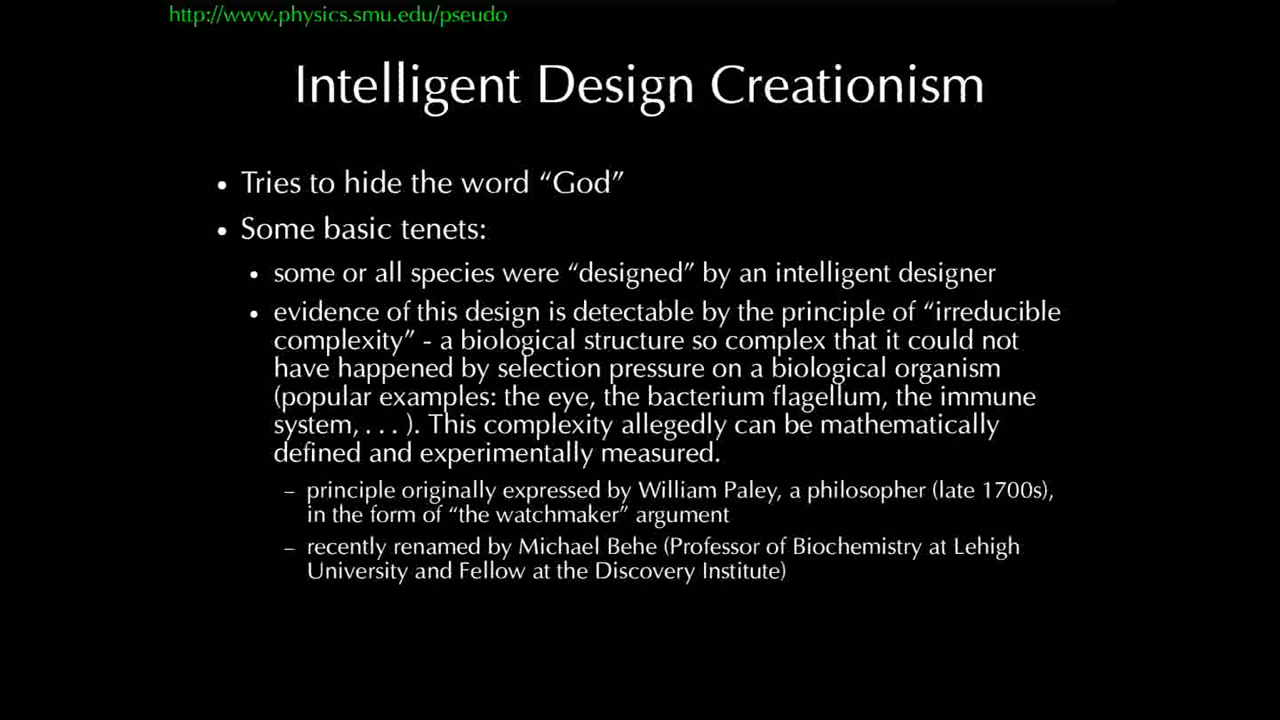 http://www.physics.smu.edu/pseudo
Intelligent Design Creationism
• Tries to hide the word “God”
• Some basic tenets:
• some or all species were “designed” by an intelligent designer
• evidence of this design is detectable by the principle of “irreducible
complexity” - a biological structure so complex that it could not
have happened by selection pressure on a biological organism
(popular examples: the eye, the bacterium flagellum, the immune
system, . . . ). This complexity allegedly can be mathematically
defined and experimentally measured.
– principle originally expressed by William Paley, a philosopher (late 1700s),
in the form of “the watchmaker” argument
– recently renamed by Michael Behe (Professor of Biochemistry at Lehigh
University and Fellow at the Discovery Institute)